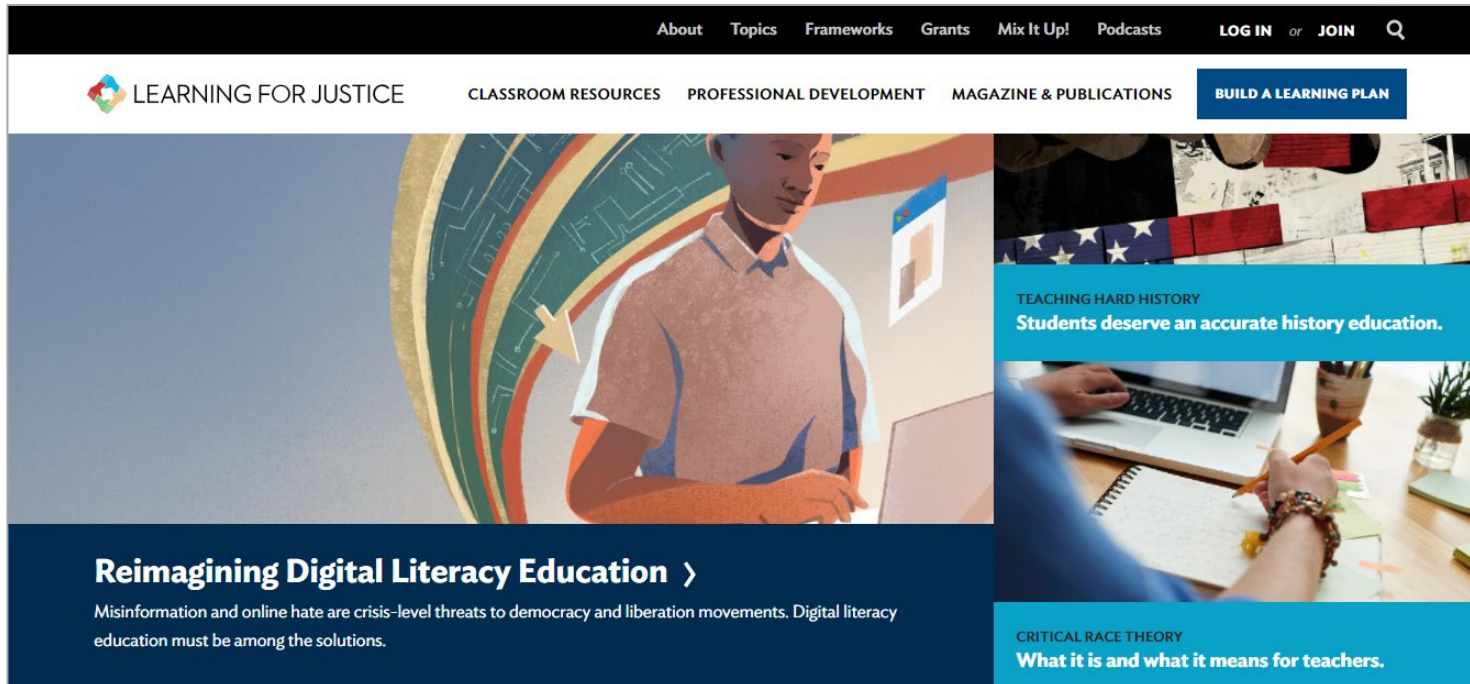 About Topics Frameworks Grants Mix It Up! Podcasts LOG IN or JOIN
LEARNING FOR JUSTICE
CLASSROOM RESOURCES PROFESSIONAL DEVELOPMENT MAGAZINE & PUBLICATIONS BUILD A LEARNING PLAN
Reimagining Digital Literacy Education
Misinformation and online hate are crisis-level threats to democracy and liberation movements. Digital literacy
education must be among the solutions.
TEACHING HARD HISTORY
Students deserve an accurate history education.
CRITICAL RACE THEORY
What it is and what it means for teachers.